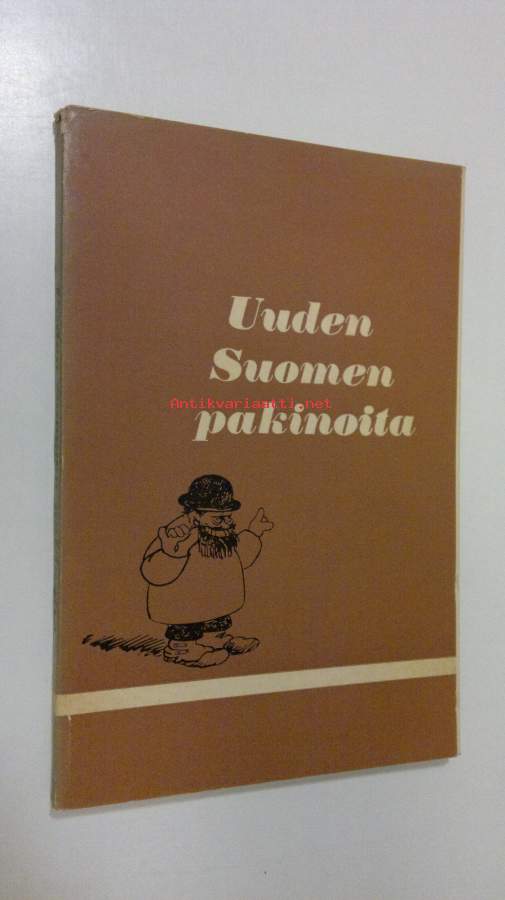 Uuden
Suomen
Antikvariaatti.net
pakinoita